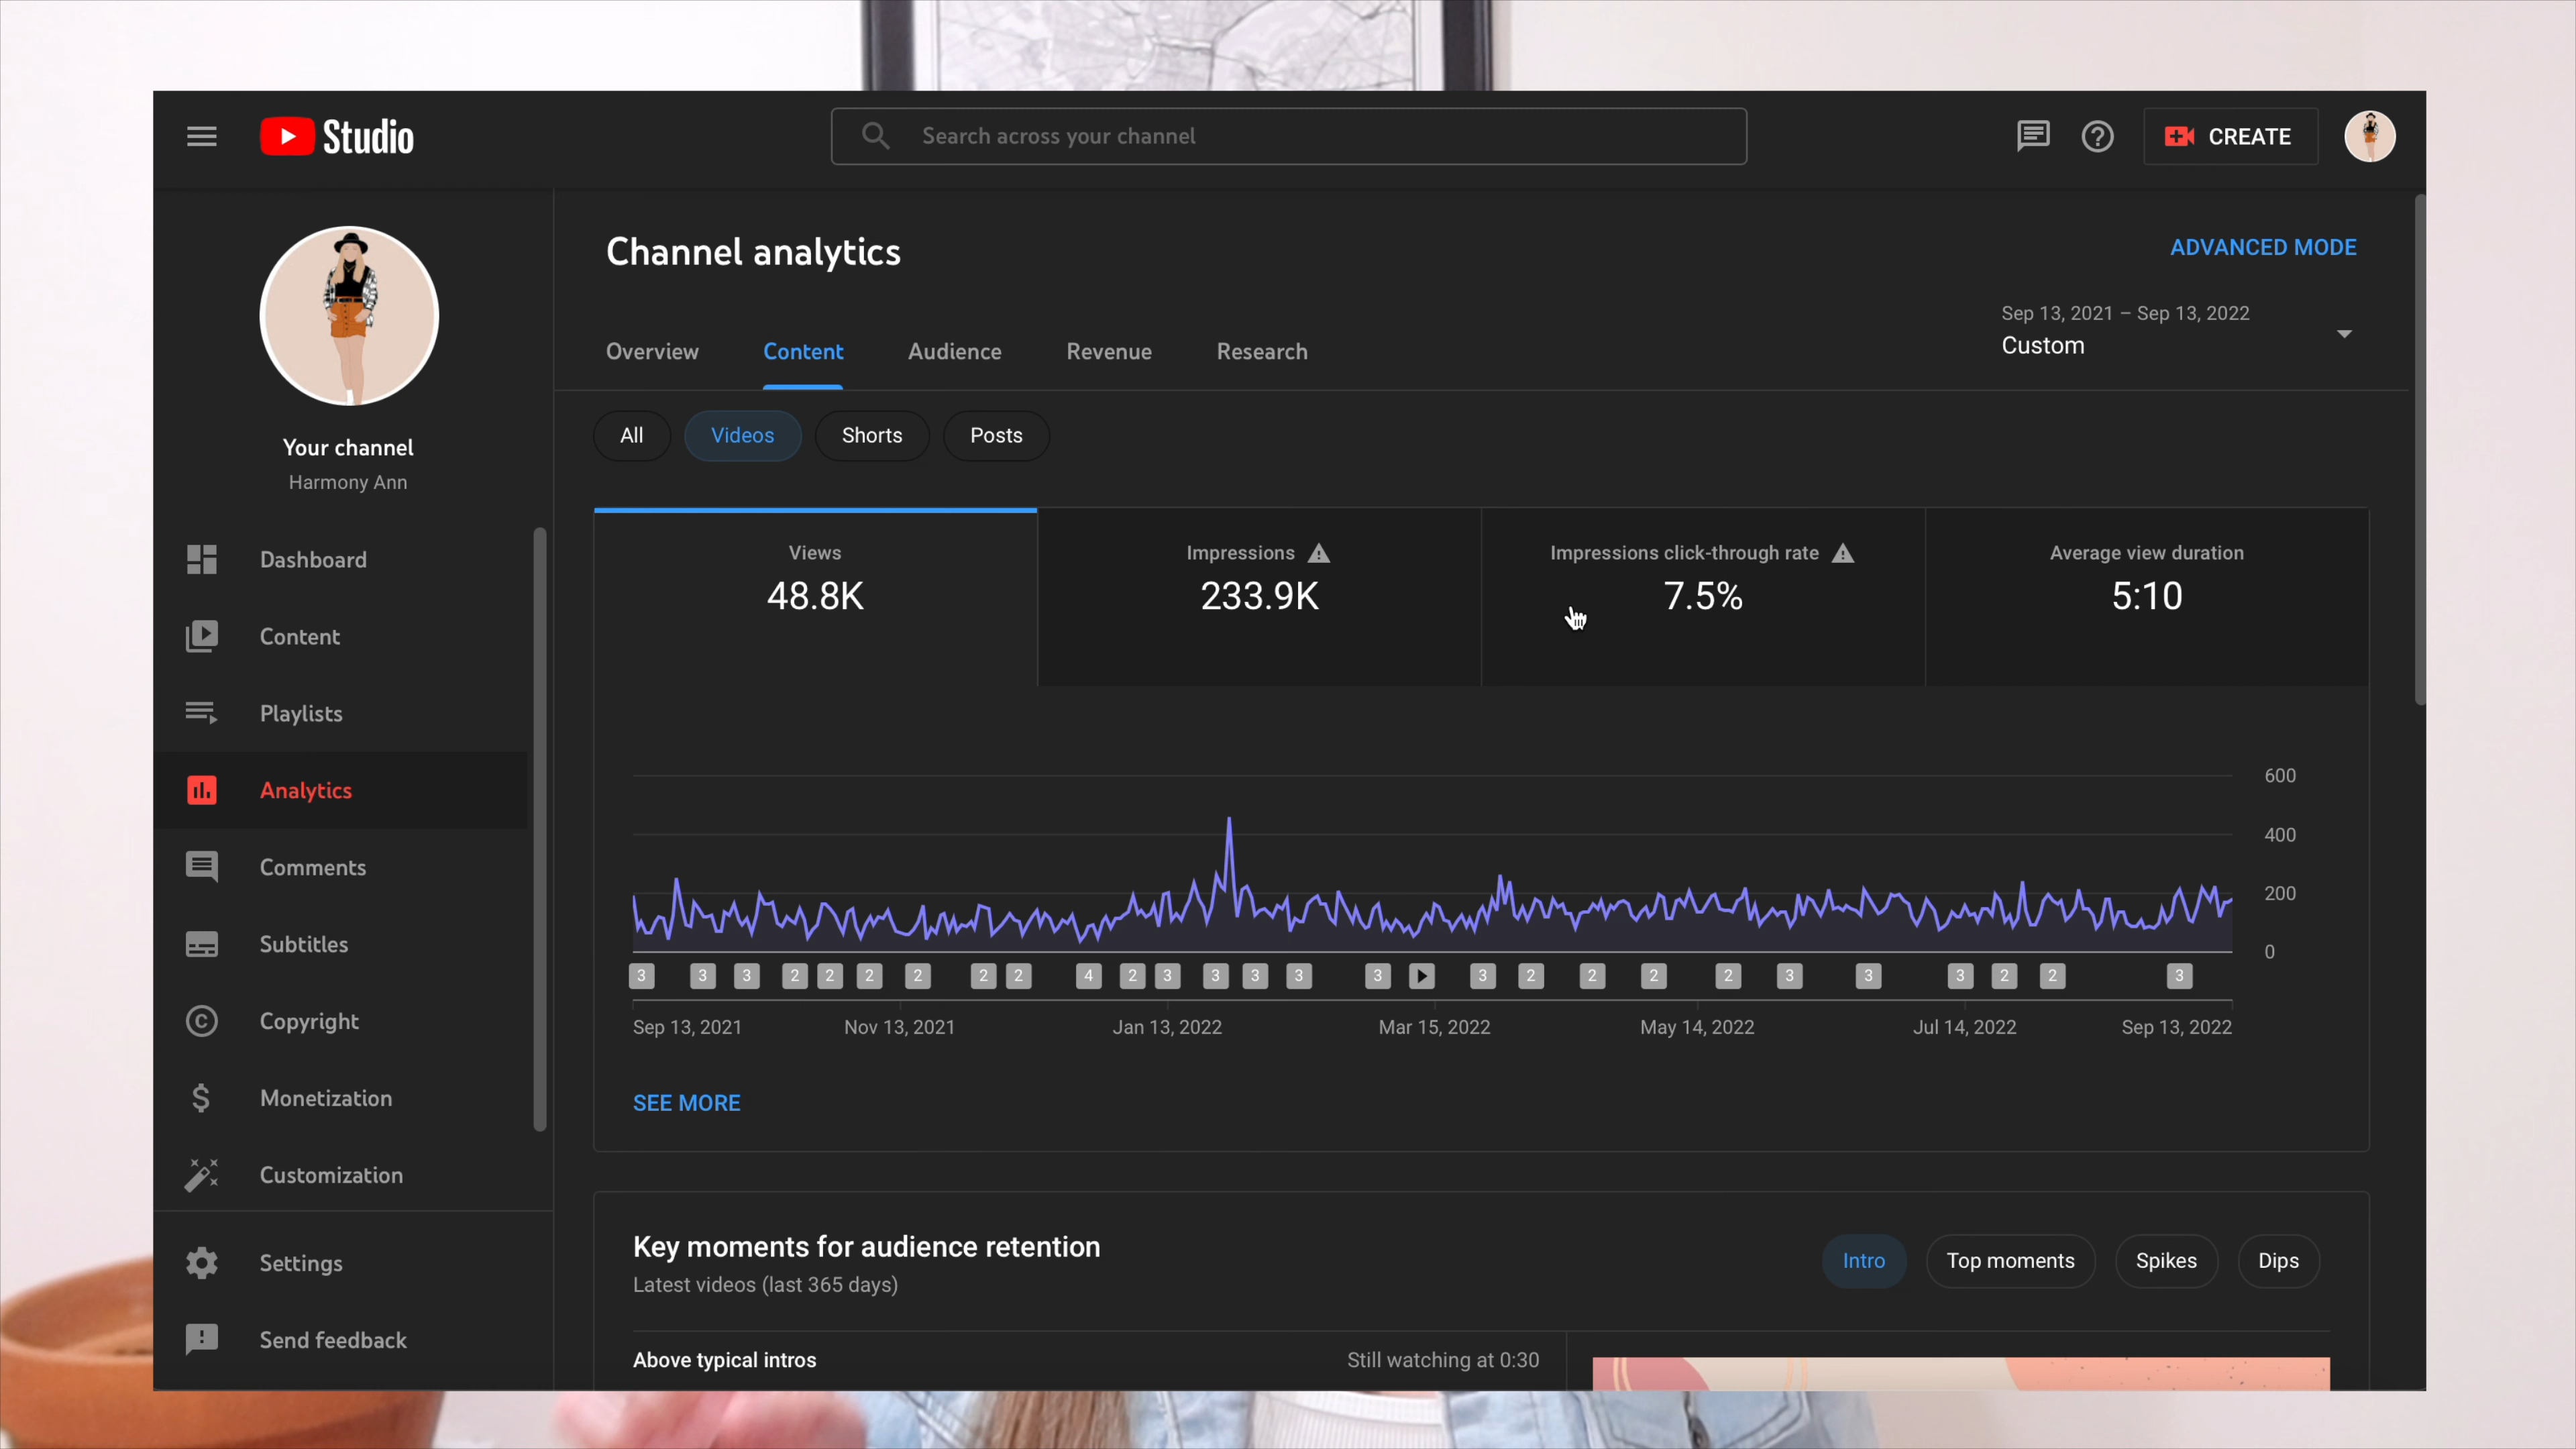 Studio
Search across your channel
CREATE
Channel analytics
ADVANCED MODE
Sep 13, 2021 – Sep 13, 2022
Custom
Overview
Content
Audience
Revenue
Research
All
Videos
Shorts
Posts
Your channel
Harmony Ann
Dashboard
Content
Playlists
Analytics
Comments
Subtitles
Copyright
Monetization
Customization
Settings
Send feedback
Views
48.8K
Impressions
233.9K
Impressions click-through rate
7.5%
Average view duration
5:10
600
400
200
0
3 3 3 2 2 2 2 2 2 4 2 3 3 3 3 3 3 2 2 2 2 3 3 3 2 2 3
Sep 13, 2021 Nov 13, 2021 Jan 13, 2022 Mar 15, 2022 May 14, 2022 Jul 14, 2022 Sep 13, 2022
SEE MORE
Key moments for audience retention
Latest videos (last 365 days)
Intro
Top moments
Spikes
Dips
Above typical intros
Still watching at 0:30